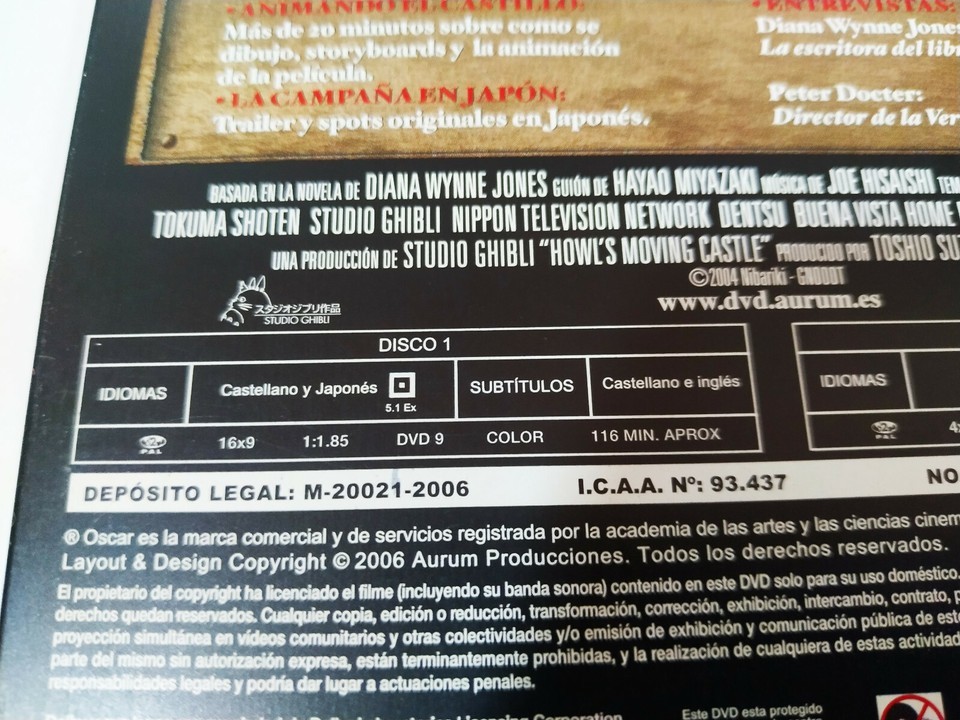 • ANIMANDO EL CASTILLO:
Más de 20 minutos sobre como se
dibujo, storyboards y la animación
de la película.
• LA CAMPAÑA EN JAPÓN:
Trailer y spots originales en Japonés.
• ENTREVISTAS:
Diana Wynne Jones
La escritora del libr
Peter Docter:
Director de la Ver
BASADA EN LA NOVELA DE DIANA WYNNE JONES GUIÓN DE HAYAO MIYAZAKI MÚSICA DE JOE HISAISHI
TOKUMA SHOTEN STUDIO GHIBLI NIPPON TELEVISION NETWORK DENTSU BUENA VISTA HOME
UNA PRODUCCIÓN DE STUDIO GHIBLI "HOWL'S MOVING CASTLE" PRODUCIDO POR TOSHIO SU
©2004 Nibariki - GNDDDT
www.dvd.aurum.es
スタジオジブリ作品
STUDIO GHIBLI
DISCO 1
IDIOMAS Castellano y Japonés 5.1 Ex SUBTÍTULOS Castellano e inglés
2 PAL 16x9 1:1.85 DVD 9 COLOR 116 MIN. APROX
IDIOMAS
2 PAL 4x
DEPÓSITO LEGAL: M-20021-2006 I.C.A.A. Nº: 93.437 NO
® Oscar es la marca comercial y de servicios registrada por la academia de las artes y las ciencias cinem
Layout & Design Copyright © 2006 Aurum Producciones. Todos los derechos reservados.
El propietario del copyright ha licenciado el filme (incluyendo su banda sonora) contenido en este DVD solo para su uso doméstico.
derechos quedan reservados. Cualquier copia, edición o reducción, transformación, corrección, exhibición, intercambio, contrato, p
proyección simultánea en vídeos comunitarios y otras colectividades y/o emisión de exhibición y comunicación pública de este
parte del mismo sin autorización expresa, están terminantemente prohibidas, y la realización de cualquiera de estas actividad
responsabilidades legales y podría dar lugar a actuaciones penales.
Este DVD esta protegido